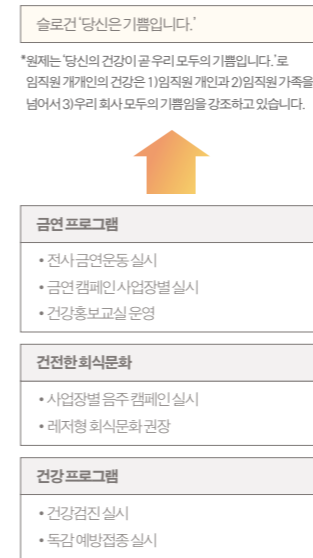 슬로건 '당신은 기쁨입니다.'
*원제는 '당신의 건강이 곧 우리 모두의 기쁨입니다.'로
임직원 개개인의 건강은 1)임직원 개인과 2)임직원 가족을
넘어서 3)우리 회사 모두의 기쁨임을 강조하고 있습니다.
금연 프로그램
• 전사 금연운동 실시
• 금연 캠페인 사업장별 실시
• 건강홍보교실 운영
건전한 회식문화
• 사업장별 음주 캠페인 실시
• 레저형 회식문화 권장
건강 프로그램
• 건강검진 실시
• 독감 예방접종 실시